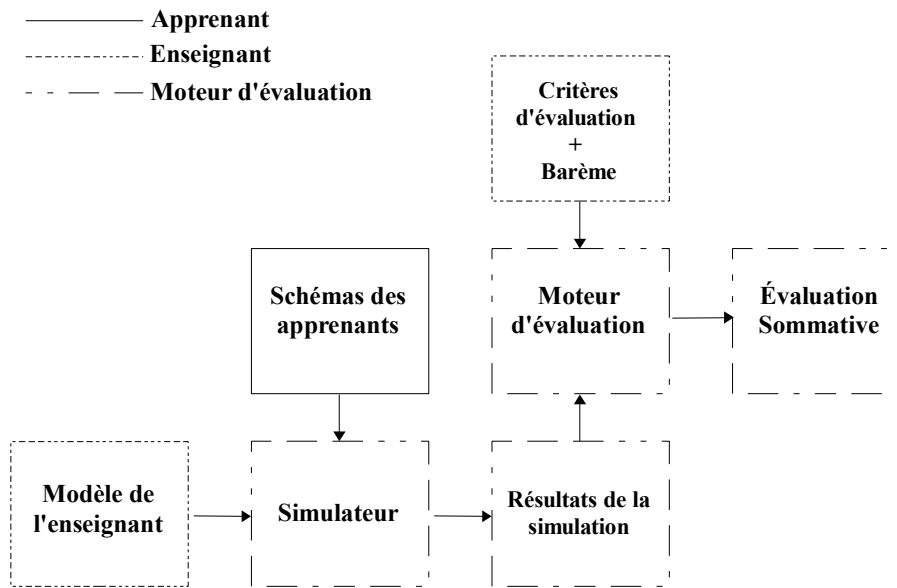 Apprenant
Enseignant
Moteur d'évaluation
Critères
d'évaluation
+
Barème
Schémas des
apprenants
Moteur
d'évaluation
Évaluation
Sommative
Modèle de
l'enseignant
Simulateur
Résultats de la
simulation